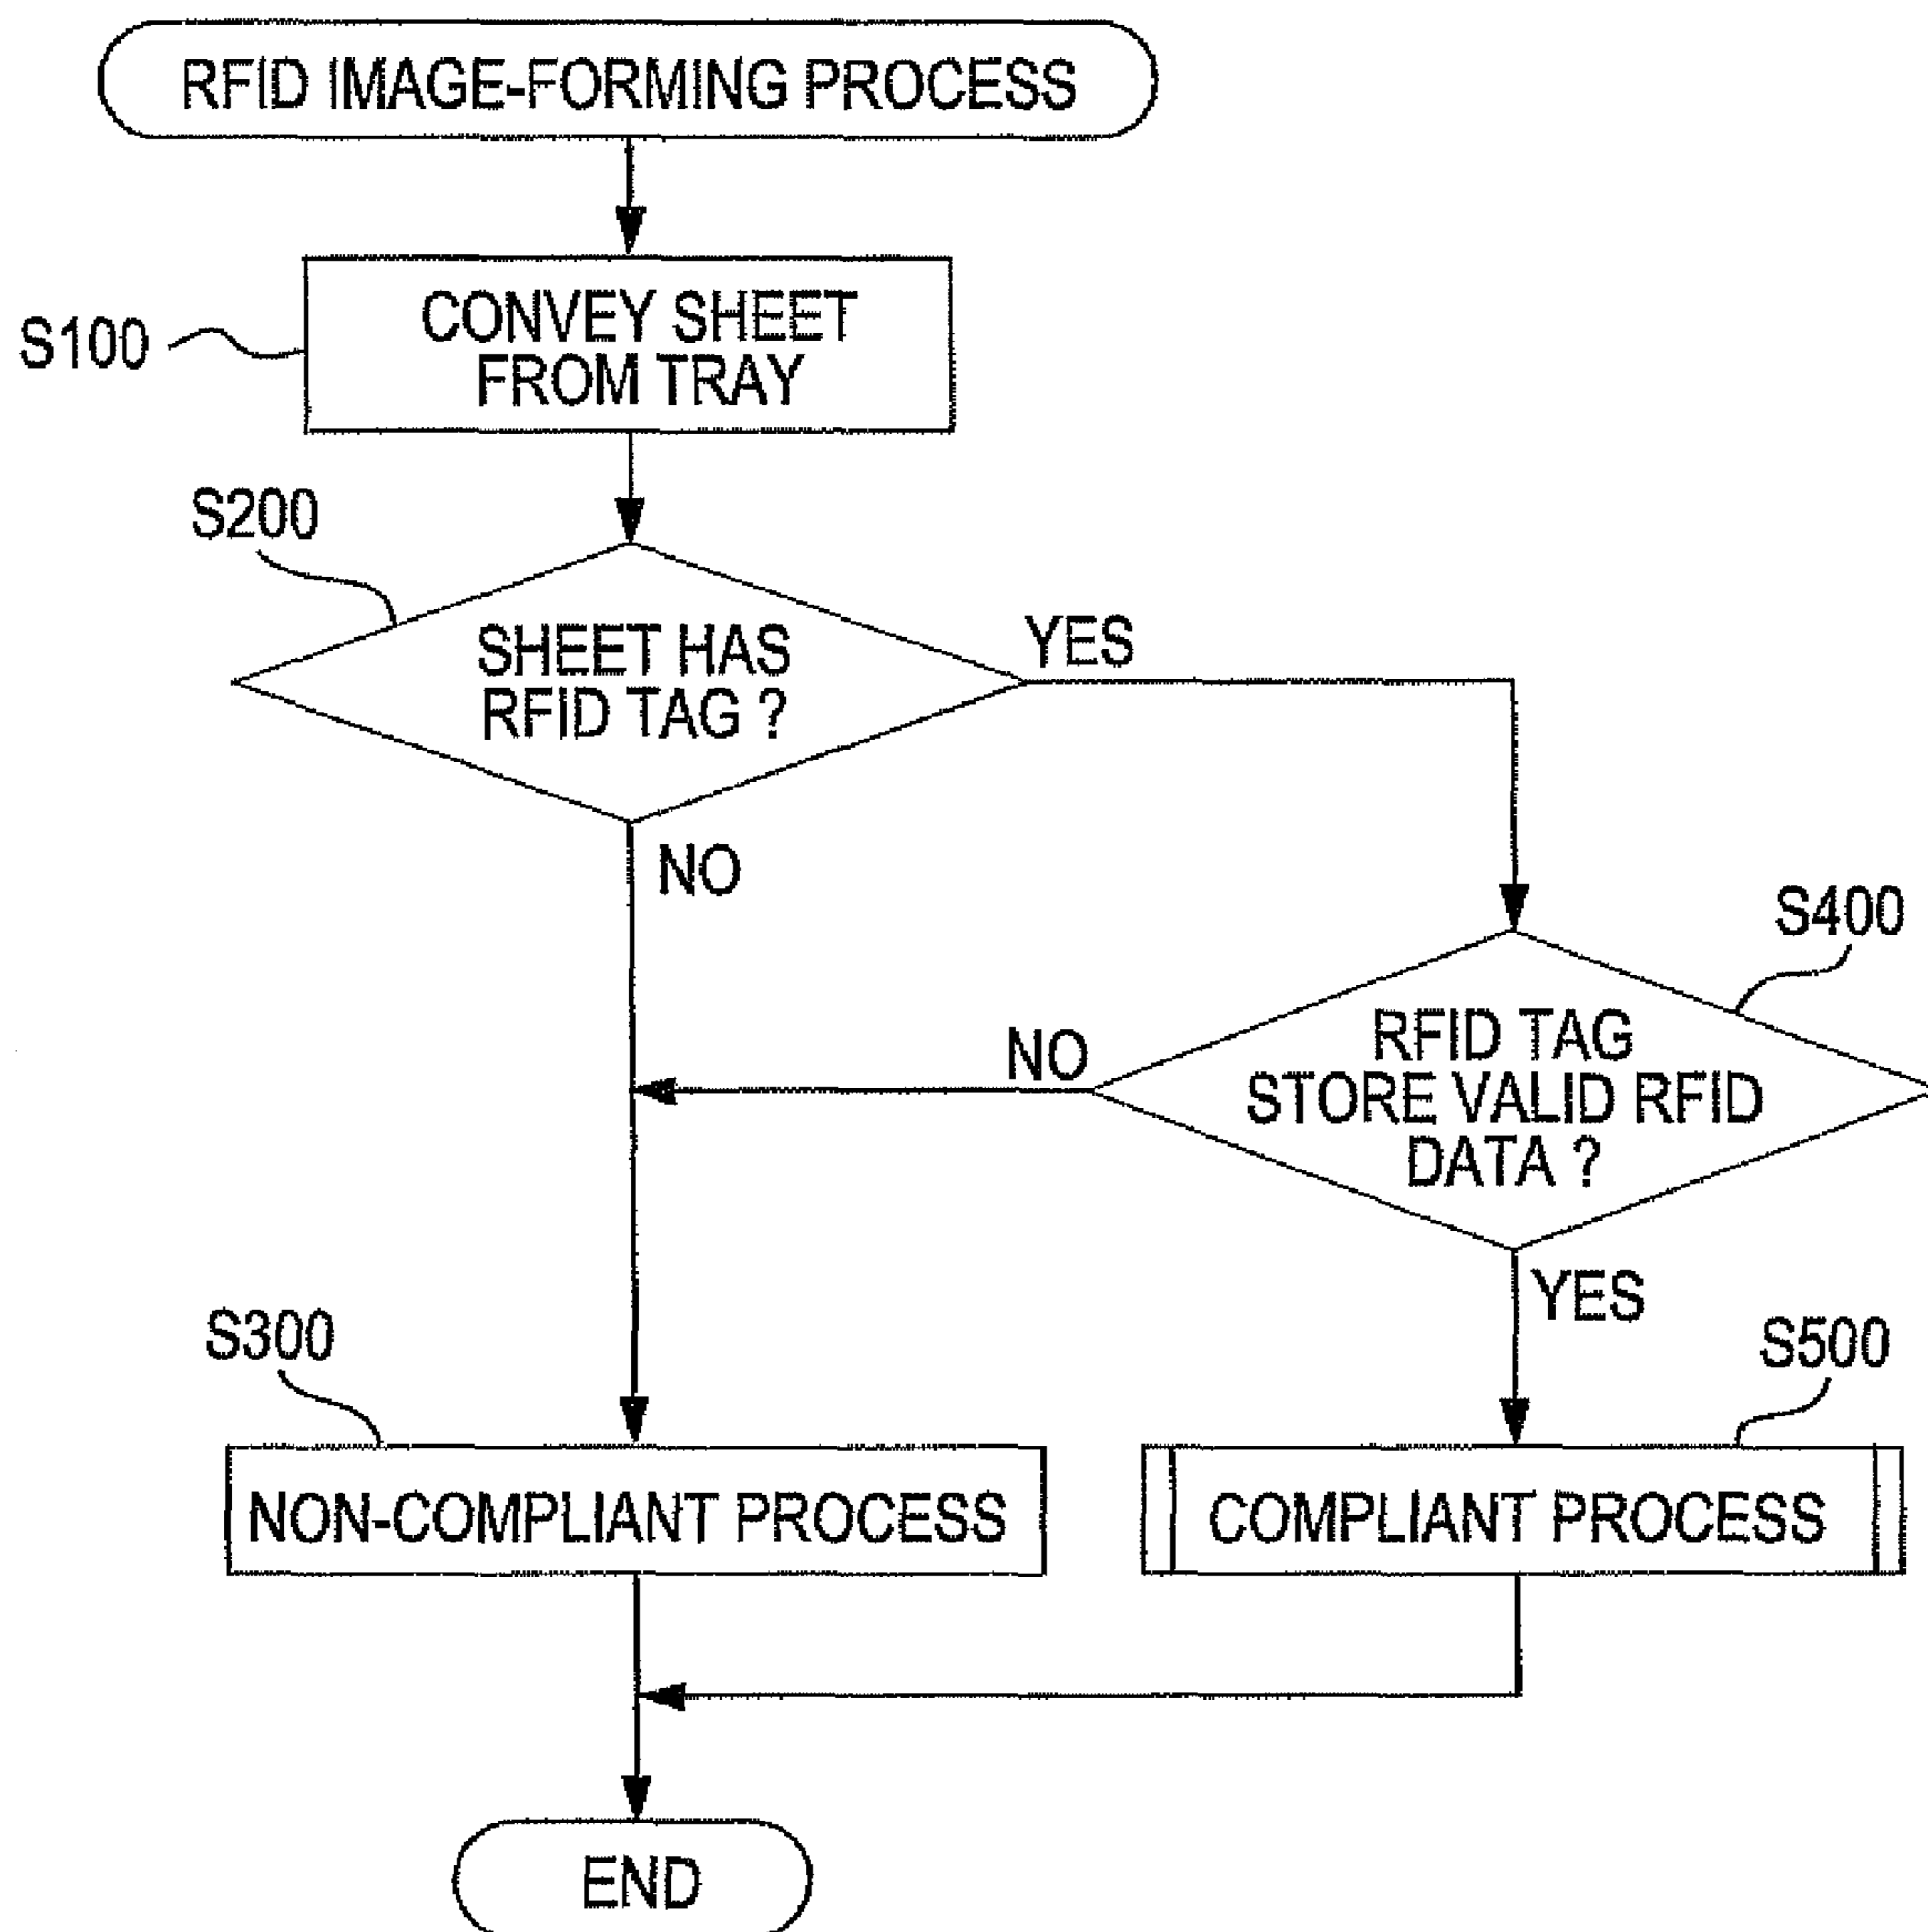 RFID IMAGE-FORMING PROCESS
S100
CONVEY SHEET
FROM TRAY
S200
SHEET HAS
RFID TAG ?
YES
NO
S400
RFID TAG
STORE VALID RFID
DATA ?
NO
YES
S300
S500
NON-COMPLIANT PROCESS
COMPLIANT PROCESS
END